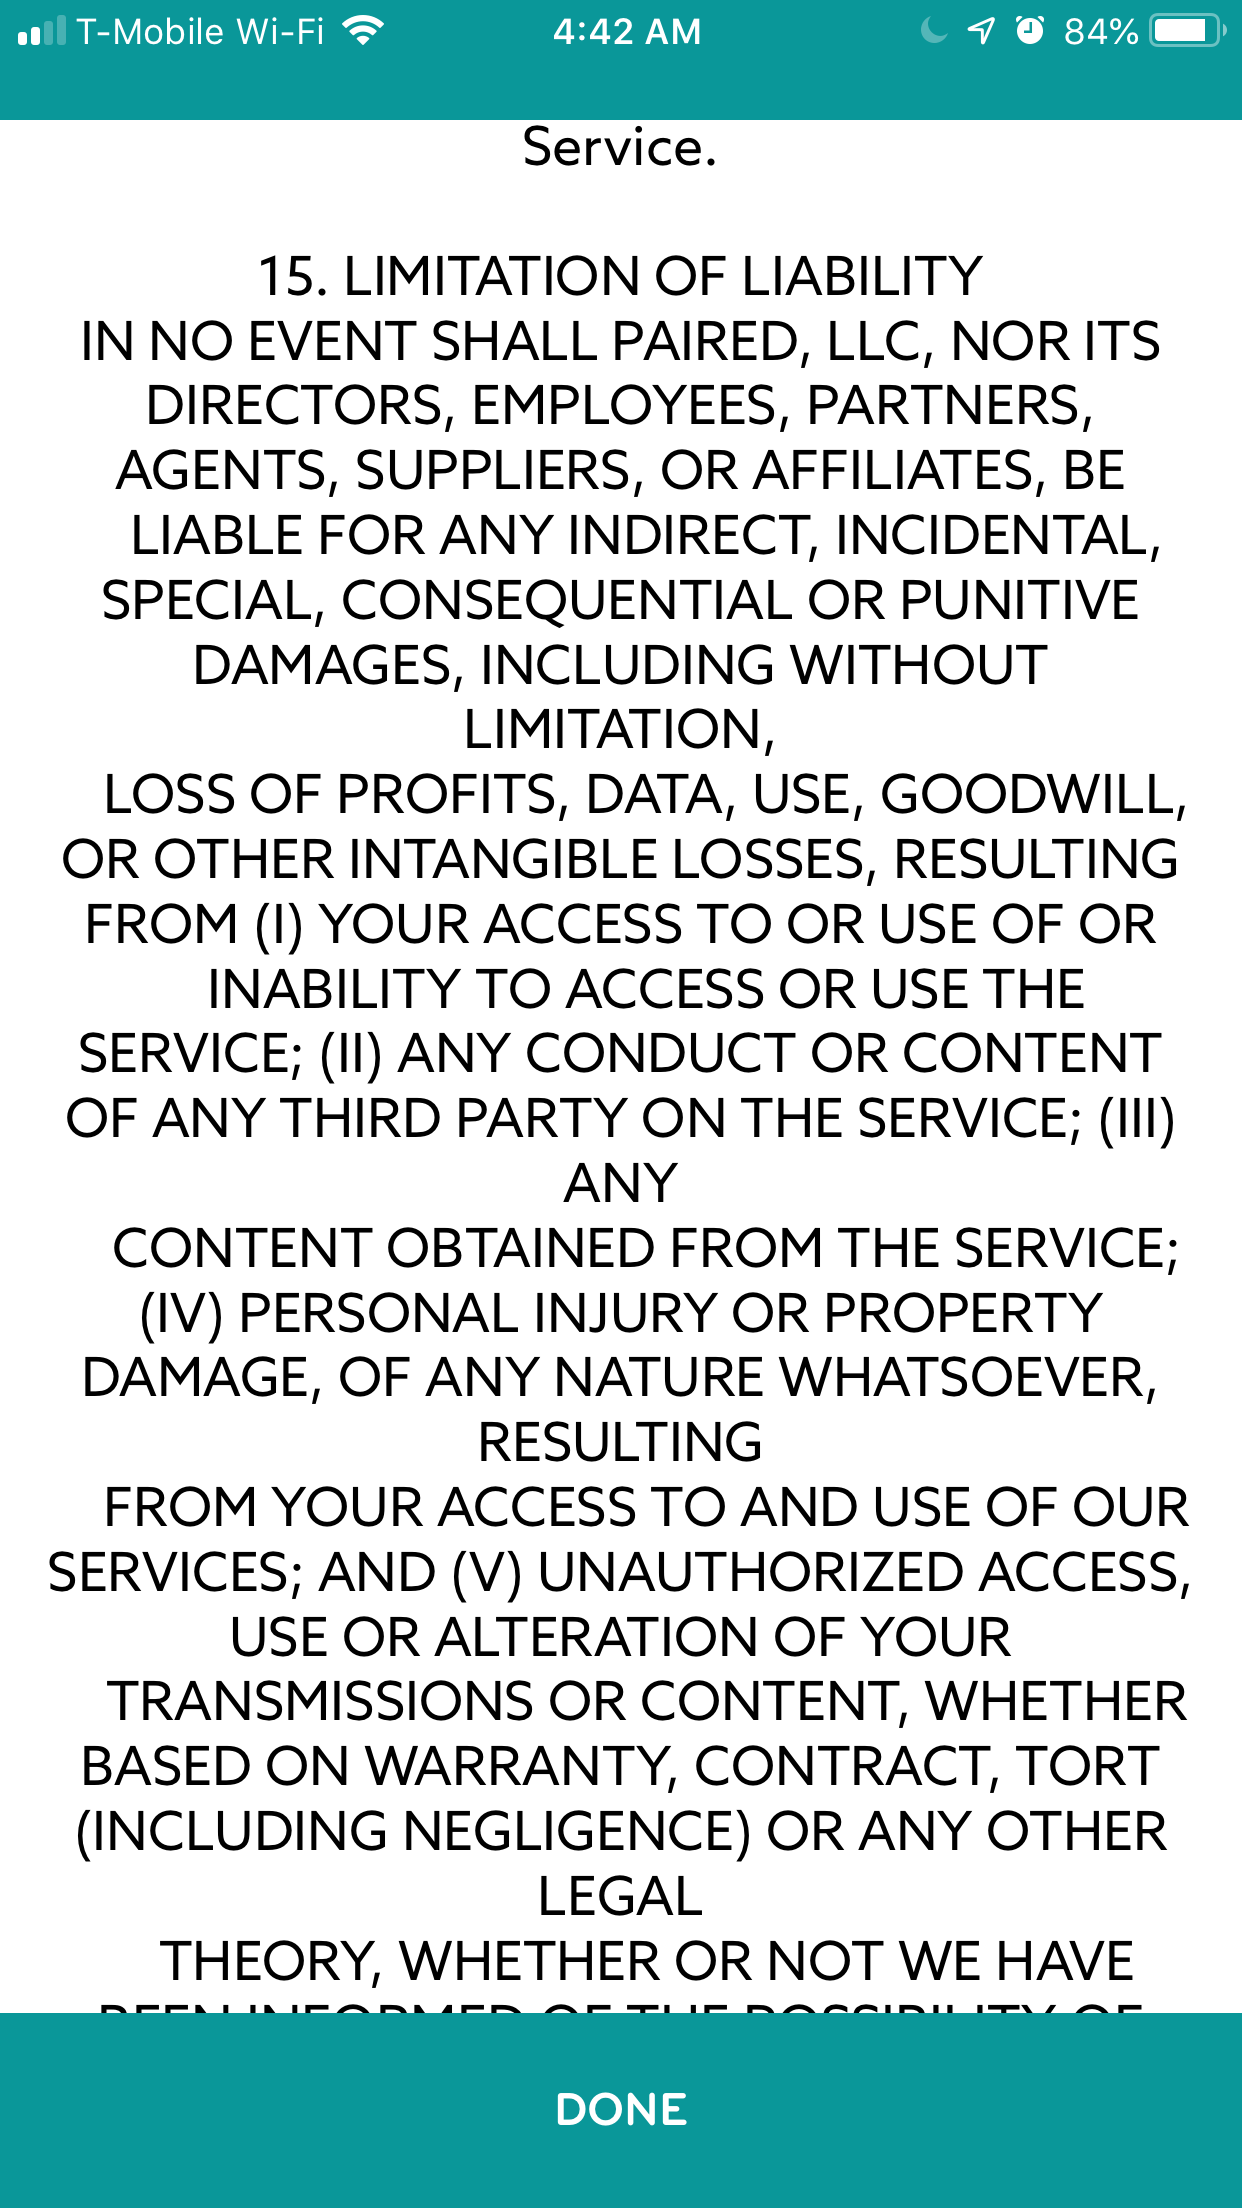 T-Mobile Wi-Fi 4:42 AM 84%
Service.
15. LIMITATION OF LIABILITY
IN NO EVENT SHALL PAIRED, LLC, NOR ITS
DIRECTORS, EMPLOYEES, PARTNERS,
AGENTS, SUPPLIERS, OR AFFILIATES, BE
LIABLE FOR ANY INDIRECT, INCIDENTAL,
SPECIAL, CONSEQUENTIAL OR PUNITIVE
DAMAGES, INCLUDING WITHOUT
LIMITATION,
LOSS OF PROFITS, DATA, USE, GOODWILL,
OR OTHER INTANGIBLE LOSSES, RESULTING
FROM (I) YOUR ACCESS TO OR USE OF OR
INABILITY TO ACCESS OR USE THE
SERVICE; (II) ANY CONDUCT OR CONTENT
OF ANY THIRD PARTY ON THE SERVICE; (III)
ANY
CONTENT OBTAINED FROM THE SERVICE;
(IV) PERSONAL INJURY OR PROPERTY
DAMAGE, OF ANY NATURE WHATSOEVER,
RESULTING
FROM YOUR ACCESS TO AND USE OF OUR
SERVICES; AND (V) UNAUTHORIZED ACCESS,
USE OR ALTERATION OF YOUR
TRANSMISSIONS OR CONTENT, WHETHER
BASED ON WARRANTY, CONTRACT, TORT
(INCLUDING NEGLIGENCE) OR ANY OTHER
LEGAL
THEORY, WHETHER OR NOT WE HAVE
BEEN INFORMED OF THE POSSIBILITY OF
DONE